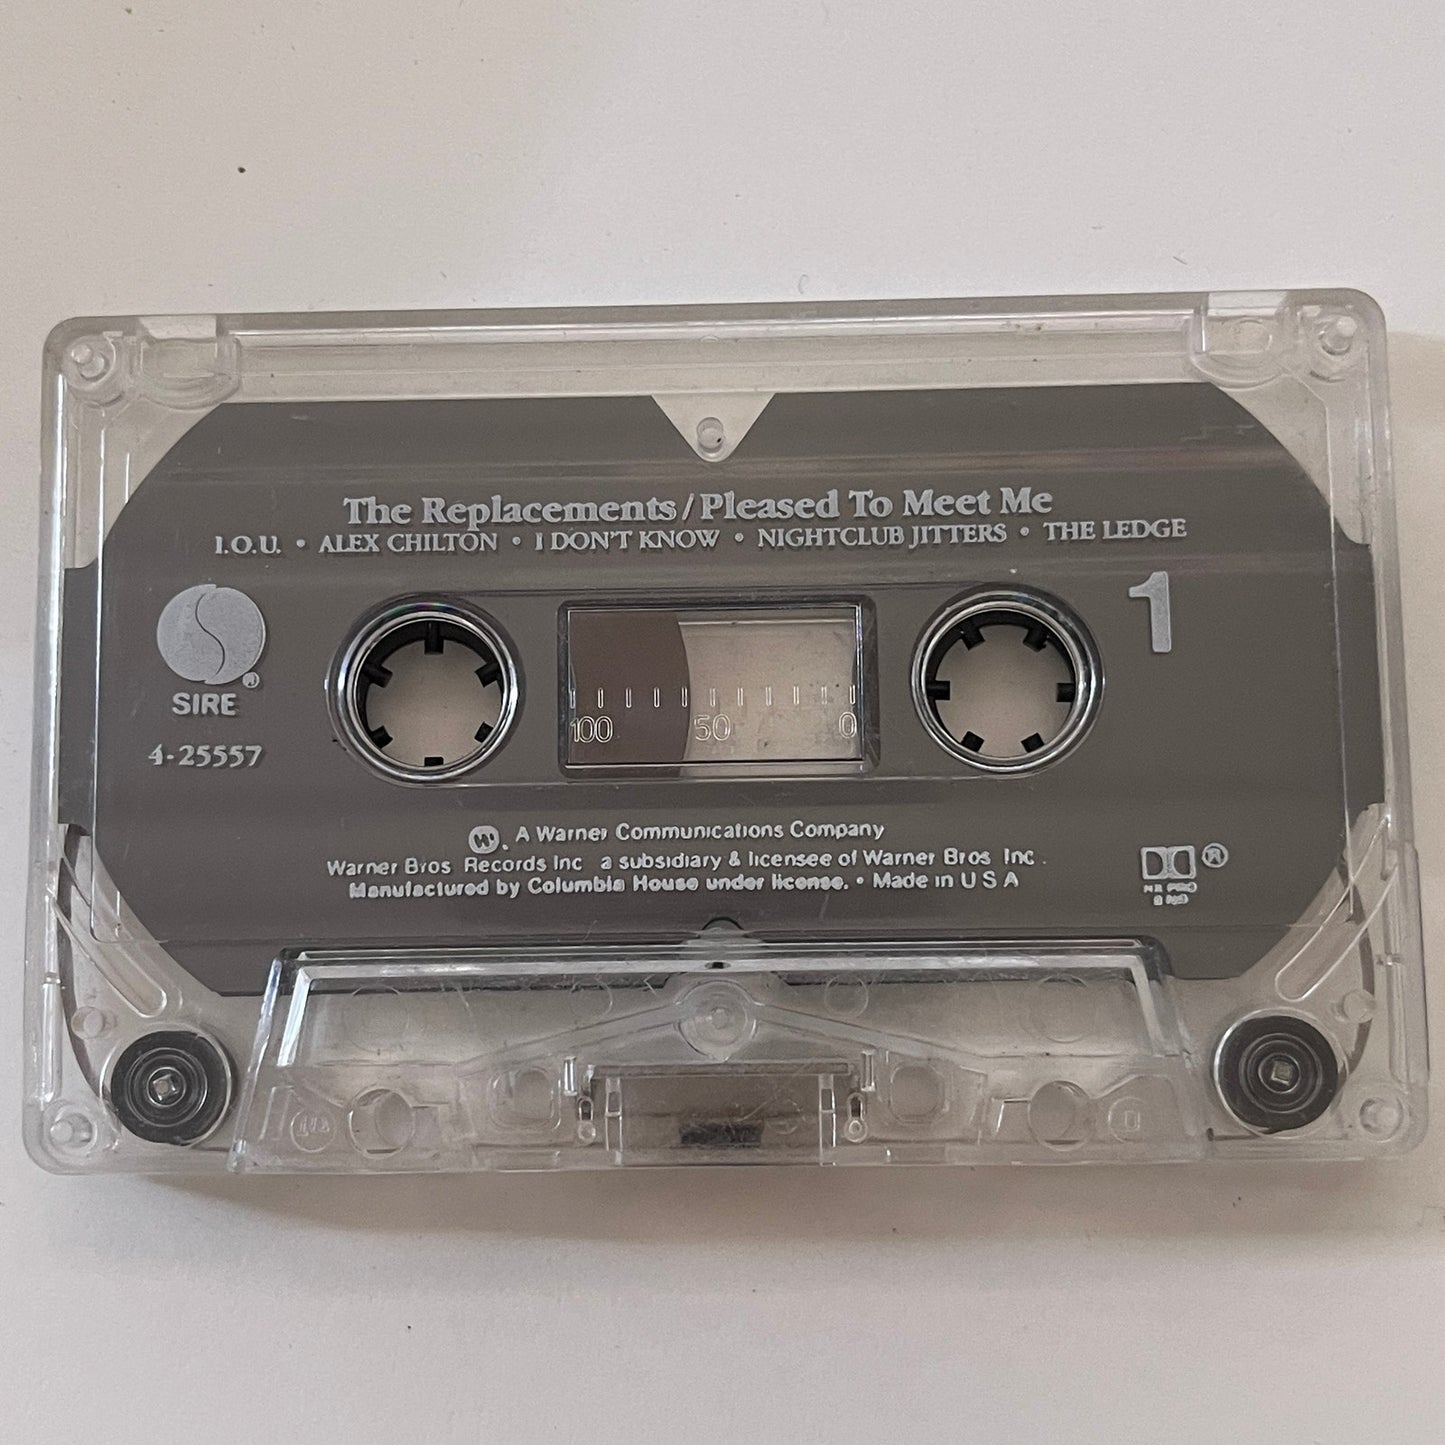 The Replacements/Pleased To Meet Me
I.O.U. • ALEX CHILTON • I DON'T KNOW • NIGHTCLUB JITTERS • THE LEDGE
1
SIRE ®
4-25557
100 50 0
A Warner Communications Company
Warner Bros Records Inc a subsidiary & licensee of Warner Bros Inc.
Manufactured by Columbia House under license. • Made in U S A
®